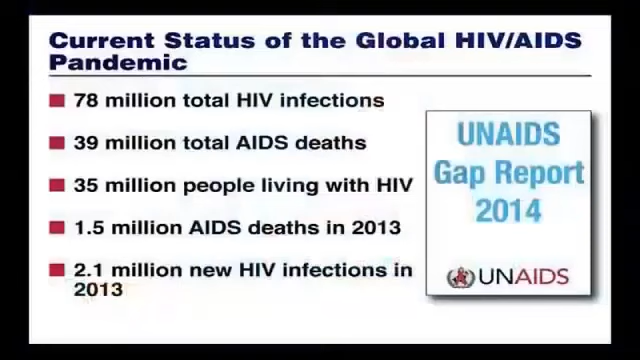 Current Status of the Global HIV/AIDS
Pandemic
78 million total HIV infections
39 million total AIDS deaths
35 million people living with HIV
1.5 million AIDS deaths in 2013
2.1 million new HIV infections in
2013
UNAIDS
Gap Report
2014
UNAIDS